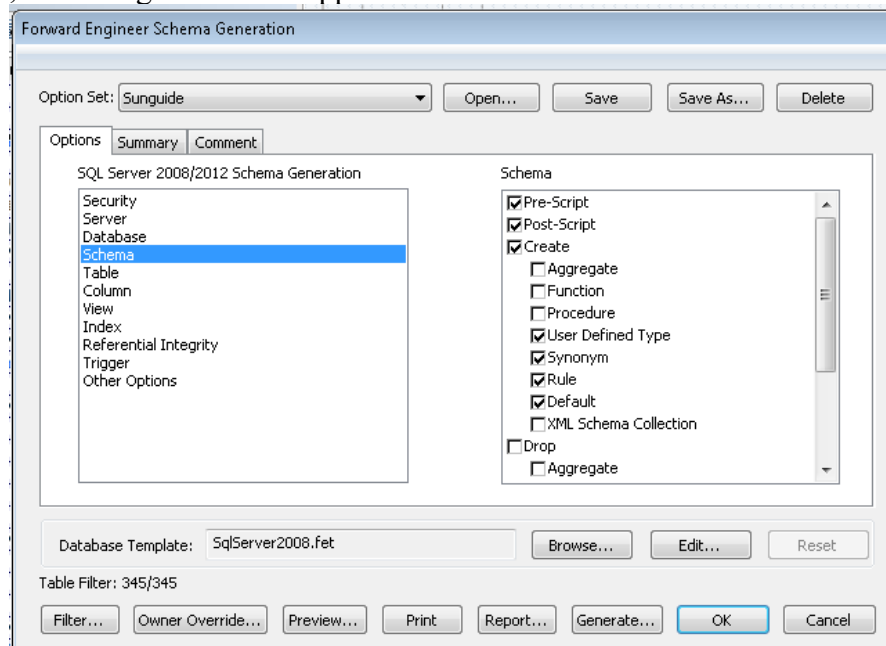 Forward Engineer Schema Generation
Option Set: Sunguide Open... Save Save As... Delete
Options Summary Comment
SQL Server 2008/2012 Schema Generation Schema
Security
Server
Database
Schema
Table
Column
View
Index
Referential Integrity
Trigger
Other Options
Pre-Script
Post-Script
Create
Aggregate
Function
Procedure
User Defined Type
Synonym
Rule
Default
XML Schema Collection
Drop
Aggregate
Database Template: SqlServer2008.fet Browse... Edit... Reset
Table Filter: 345/345
Filter... Owner Override... Preview... Print Report... Generate... OK Cancel